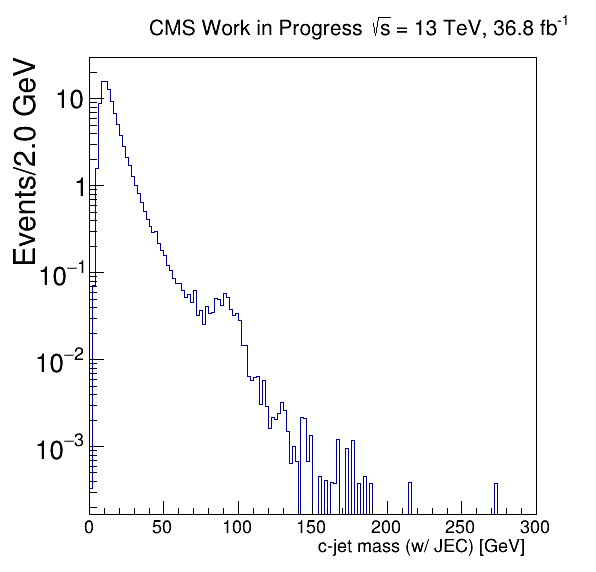 CMS Work in Progress √s = 13 TeV, 36.8 fb⁻¹
Events/2.0 GeV
10
1
10⁻¹
10⁻²
10⁻³
0 50 100 150 200 250 300
c-jet mass (w/ JEC) [GeV]